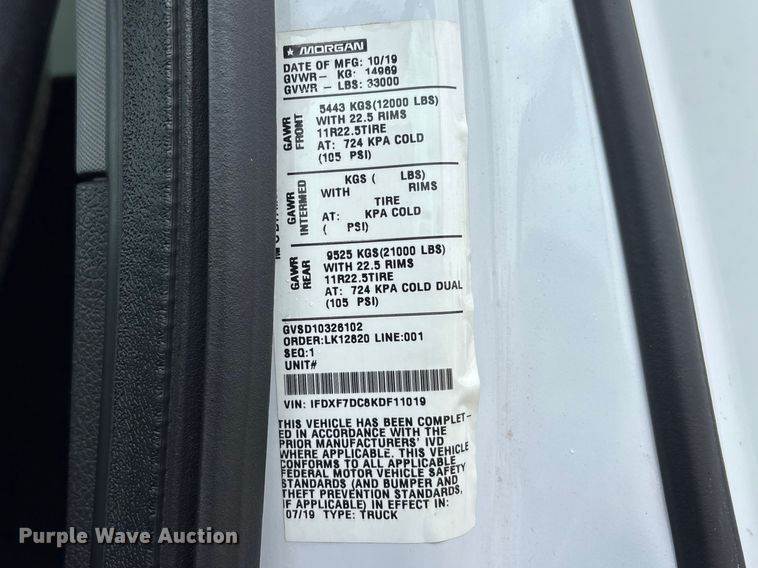 MORGAN
DATE OF MFG: 10/19
GVWR- KG: 14969
GVWR - LBS: 33000
GAWR FRONT
5443 KGS(12000 LBS)
WITH 22.5 RIMS
11R22.5TIRE
AT: 724 KPA COLD
(105 PSI)
GAWR INTERMED
KGS ( LBS)
WITH RIMS
TIRE
AT: KPA COLD
( PSI)
GAWR REAR
9525 KGS(21000 LBS)
WITH 22.5 RIMS
11R22.5TIRE
AT: 724 KPA COLD DUAL
(105 PSI)
GVSD10326102
ORDER:LK12820 LINE:001
SEQ:1
UNIT#
VIN: IFDXF7DC8KDF11019
THIS VEHICLE HAS BEEN COMPLET-
ED IN ACCORDANCE WITH THE
PRIOR MANUFACTURERS' IVD
WHERE APPLICABLE. THIS VEHICLE
CONFORMS TO ALL APPLICABLE
FEDERAL MOTOR VEHICLE SAFETY
STANDARDS (AND BUMPER AND
THEFT PREVENTION STANDARDS,
IF APPLICABLE) IN EFFECT IN:
07/19 TYPE: TRUCK
Purple Wave Auction